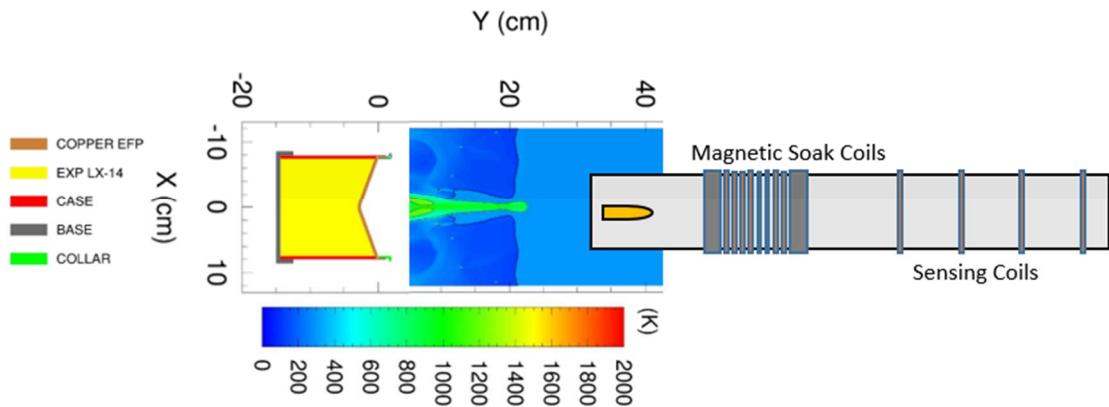 Y (cm)
-20
0
20
40
COPPER EFP
EXP LX-14
CASE
BASE
COLLAR
X (cm)
-10
0
10
Magnetic Soak Coils
Sensing Coils
(K)
0
200
400
600
800
1000
1200
1400
1600
1800
2000